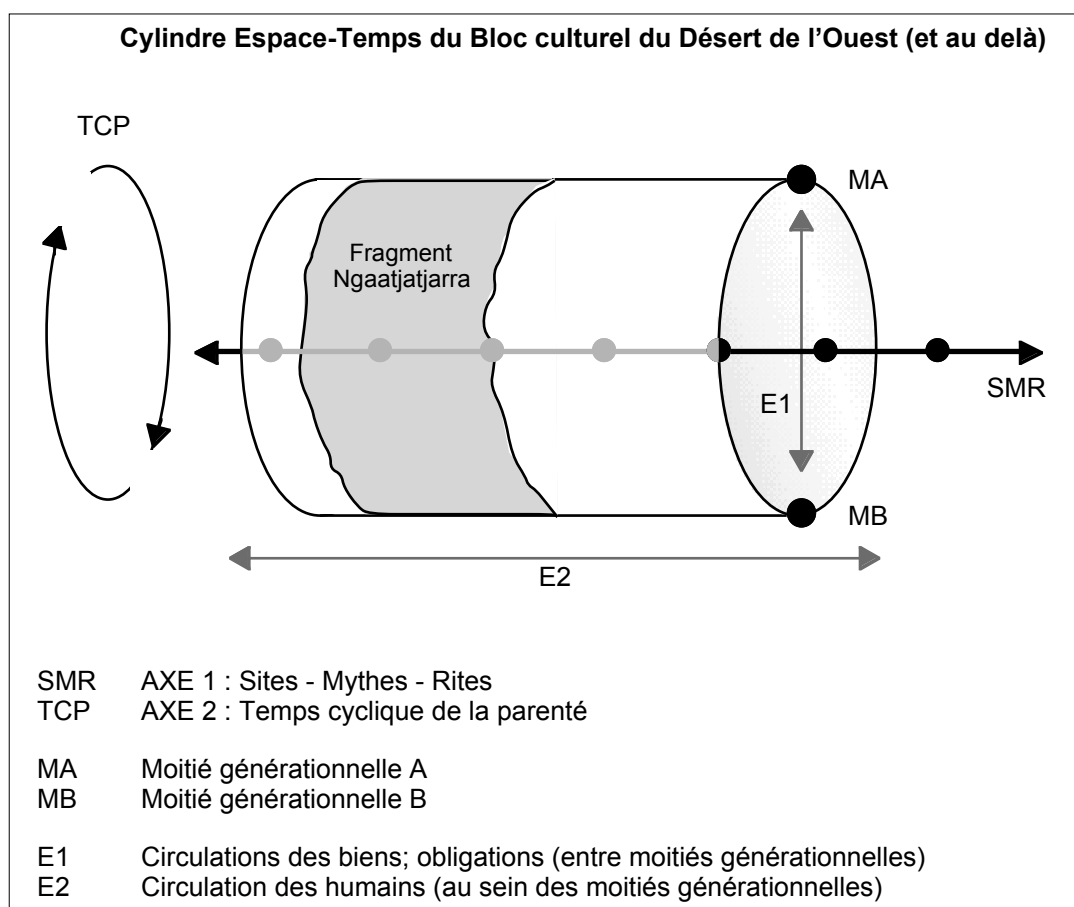 Cylindre Espace-Temps du Bloc culturel du Désert de l’Ouest (et au delà)
TCP
MA
Fragment
Ngaatjatjarra
SMR
E1
MB
E2
SMR AXE 1 : Sites - Mythes - Rites
TCP AXE 2 : Temps cyclique de la parenté
MA Moitié générationnelle A
MB Moitié générationnelle B
E1 Circulations des biens; obligations (entre moitiés générationnelles)
E2 Circulation des humains (au sein des moitiés générationnelles)